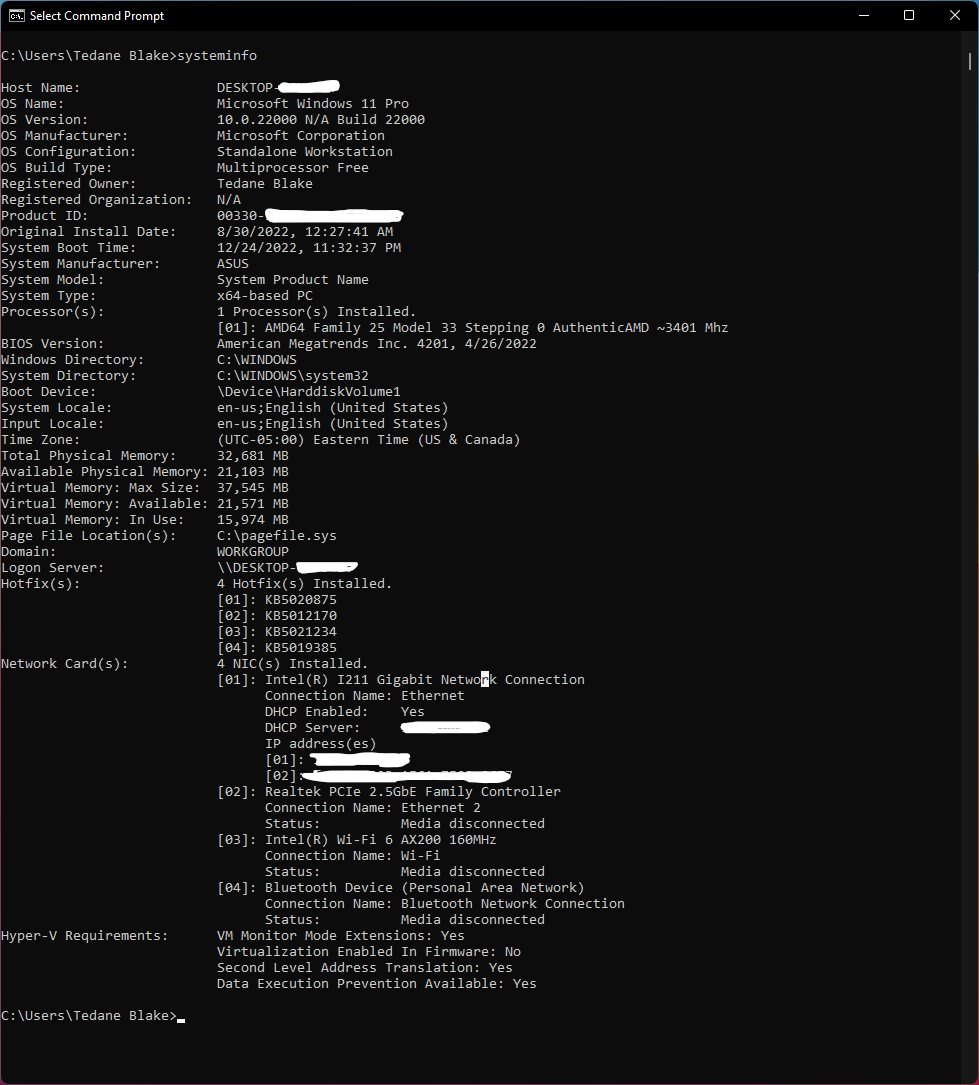 Select Command Prompt
C:\Users\Tedane Blake>systeminfo
Host Name: DESKTOP-
OS Name: Microsoft Windows 11 Pro
OS Version: 10.0.22000 N/A Build 22000
OS Manufacturer: Microsoft Corporation
OS Configuration: Standalone Workstation
OS Build Type: Multiprocessor Free
Registered Owner: Tedane Blake
Registered Organization: N/A
Product ID: 00330-
Original Install Date: 8/30/2022, 12:27:41 AM
System Boot Time: 12/24/2022, 11:32:37 PM
System Manufacturer: ASUS
System Model: System Product Name
System Type: x64-based PC
Processor(s): 1 Processor(s) Installed.
[01]: AMD64 Family 25 Model 33 Stepping 0 AuthenticAMD ~3401 Mhz
BIOS Version: American Megatrends Inc. 4201, 4/26/2022
Windows Directory: C:\WINDOWS
System Directory: C:\WINDOWS\system32
Boot Device: \Device\HarddiskVolume1
System Locale: en-us;English (United States)
Input Locale: en-us;English (United States)
Time Zone: (UTC-05:00) Eastern Time (US & Canada)
Total Physical Memory: 32,681 MB
Available Physical Memory: 21,103 MB
Virtual Memory: Max Size: 37,545 MB
Virtual Memory: Available: 21,571 MB
Virtual Memory: In Use: 15,974 MB
Page File Location(s): C:\pagefile.sys
Domain: WORKGROUP
Logon Server: \\DESKTOP-
Hotfix(s): 4 Hotfix(s) Installed.
[01]: KB5020875
[02]: KB5012170
[03]: KB5021234
[04]: KB5019385
Network Card(s): 4 NIC(s) Installed.
[01]: Intel(R) I211 Gigabit Network Connection
Connection Name: Ethernet
DHCP Enabled: Yes
DHCP Server:
IP address(es)
[01]:
[02]:
[02]: Realtek PCIe 2.5GbE Family Controller
Connection Name: Ethernet 2
Status: Media disconnected
[03]: Intel(R) Wi-Fi 6 AX200 160MHz
Connection Name: Wi-Fi
Status: Media disconnected
[04]: Bluetooth Device (Personal Area Network)
Connection Name: Bluetooth Network Connection
Status: Media disconnected
Hyper-V Requirements: VM Monitor Mode Extensions: Yes
Virtualization Enabled In Firmware: No
Second Level Address Translation: Yes
Data Execution Prevention Available: Yes
C:\Users\Tedane Blake>